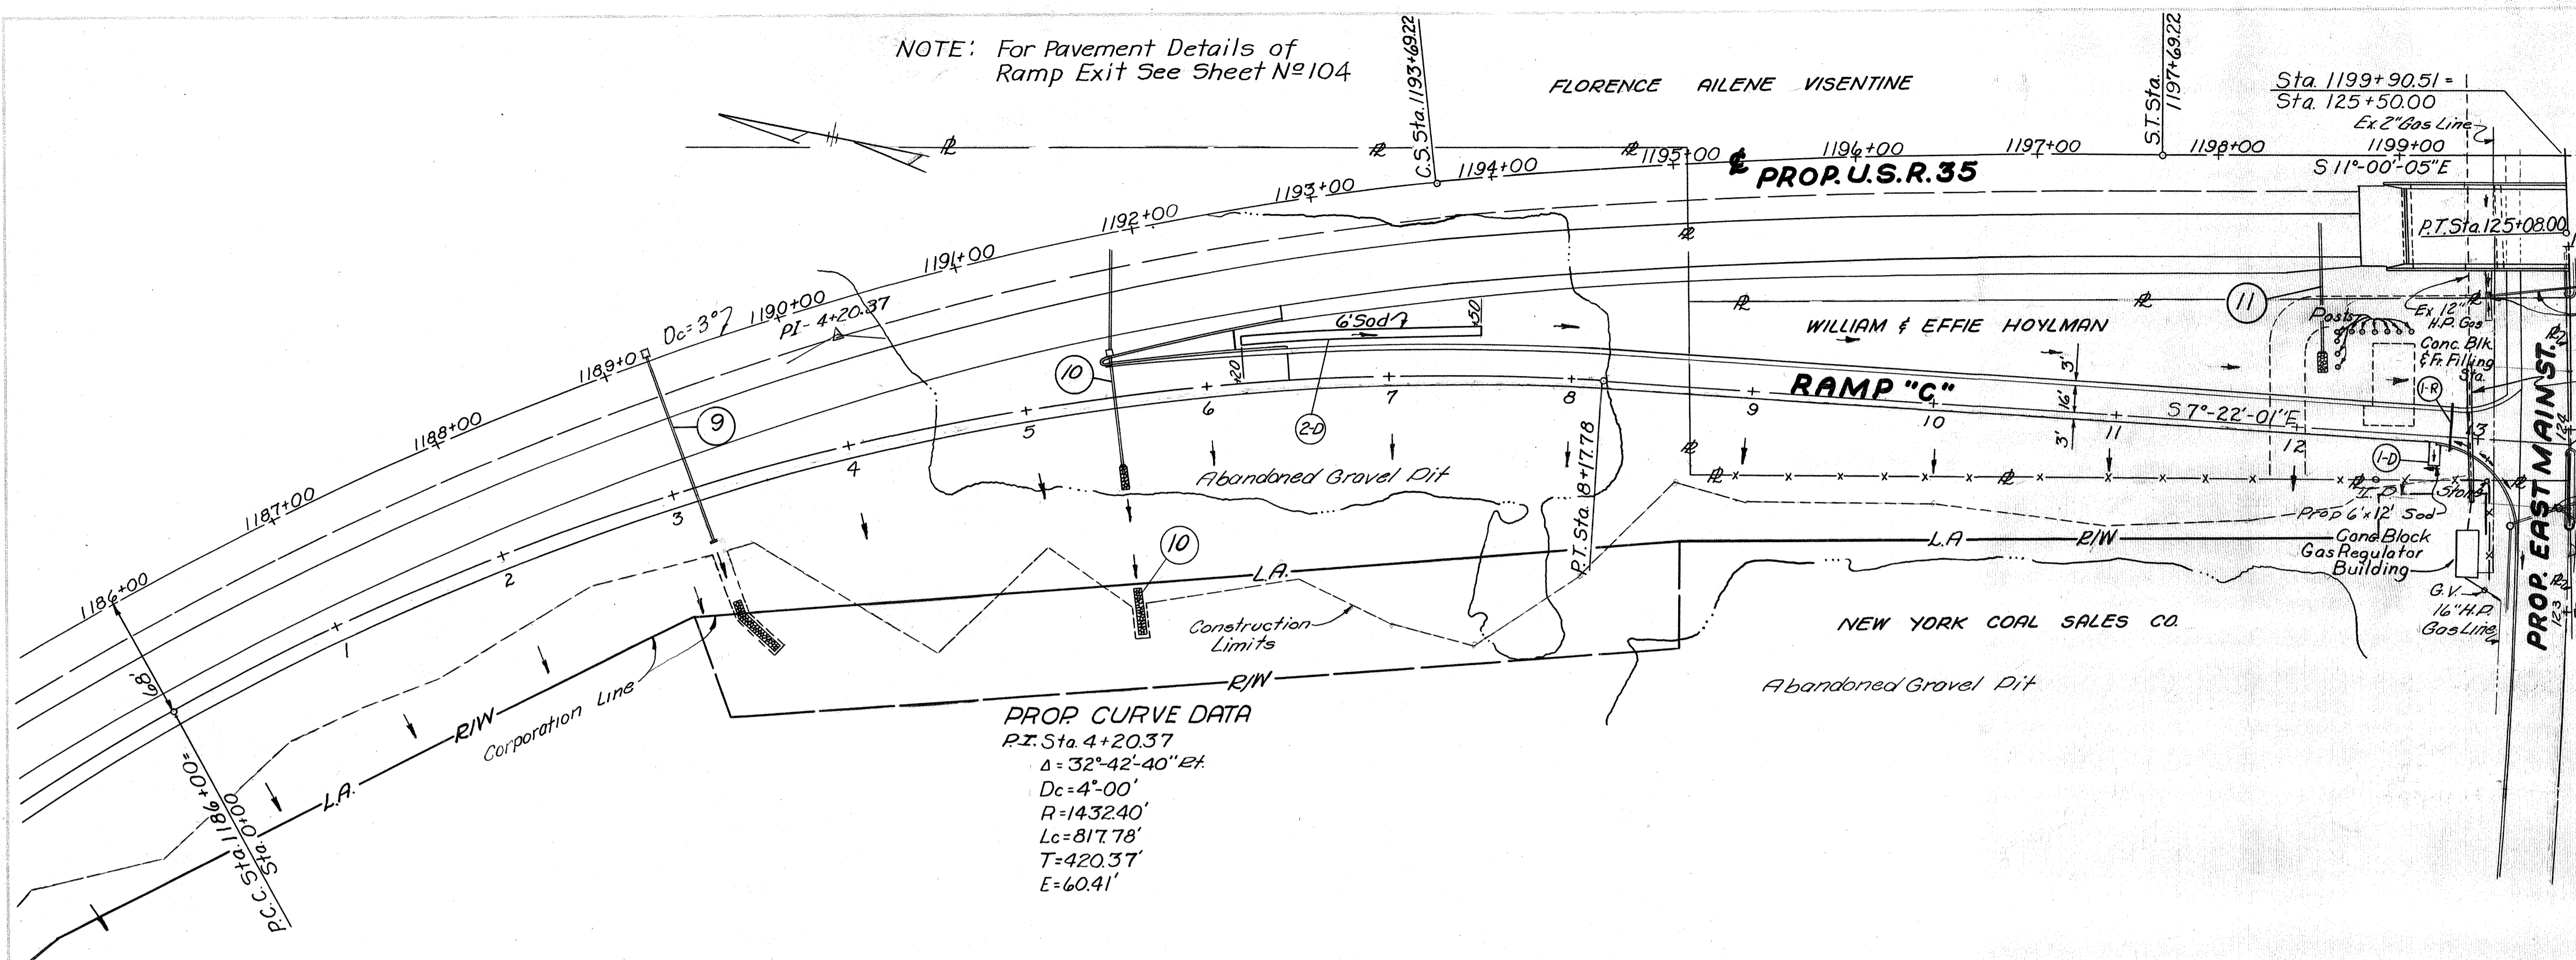 NOTE: For Pavement Details of
Ramp Exit See Sheet Nº 104
C.S. Sta. 1193+69.22
FLORENCE AILENE VISENTINE
S.T. Sta.
1197+69.22
Sta. 1199+90.51 =
Sta. 125+50.00
Ex. 2" Gas Line
1186+00
1187+00
1188+00
1189+0
1190+00
1191+00
1192+00
1193+00
1194+00
1195+00
1196+00
1197+00
1198+00
1199+00
S 11°-00'-05"E
℄ PROP. U.S.R. 35
P.T. Sta. 125+08.00
Dc = 3°
PI- 4+20.37
6' Sod
+50
+20
WILLIAM & EFFIE HOYLMAN
11
Posts
Ex. 12"
H.P. Gas
Conc. Blk.
& Fr. Filling
Sta.
1-R
9
10
2-D
RAMP "C"
3'
16'
3'
S 7°-22'-01"E
1
2
3
4
5
6
7
8
9
10
11
12
13
1-D
Abandoned Gravel Pit
P.T. Sta. 8+17.78
Prop 6'x12' Sod
Conc. Block
Gas Regulator
Building
G.V.
16" H.P.
Gas Line
PROP. EAST MAIN ST.
123
124
L.A.
R/W
10
L.A.
Construction
Limits
NEW YORK COAL SALES CO.
Abandoned Gravel Pit
R/W
68'
R/W
Corporation Line
L.A.
P.C.C. Sta. 1186+00=
Sta. 0+00
PROP. CURVE DATA
P.I. Sta. 4+20.37
Δ = 32°-42'-40" Rt.
Dc = 4°-00'
R = 1432.40'
Lc = 817.78'
T = 420.37'
E = 60.41'